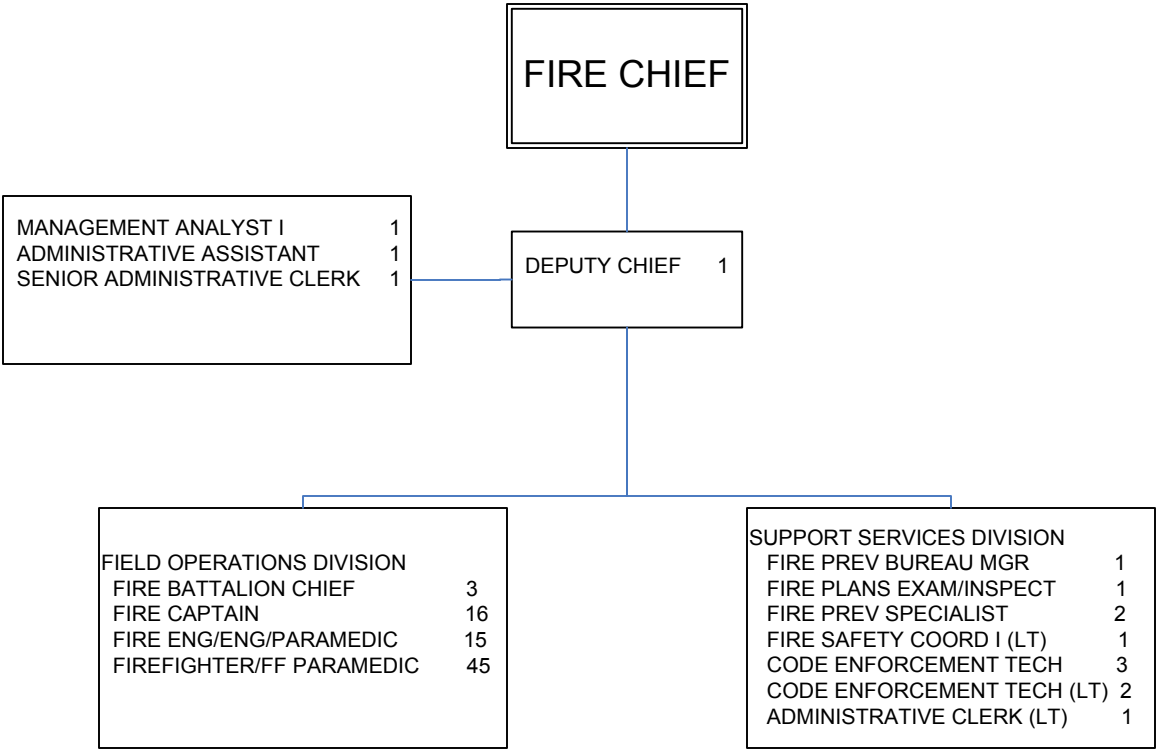 FIRE CHIEF
MANAGEMENT ANALYST I 1
ADMINISTRATIVE ASSISTANT 1
SENIOR ADMINISTRATIVE CLERK 1
DEPUTY CHIEF 1
FIELD OPERATIONS DIVISION
FIRE BATTALION CHIEF 3
FIRE CAPTAIN 16
FIRE ENG/ENG/PARAMEDIC 15
FIREFIGHTER/FF PARAMEDIC 45
SUPPORT SERVICES DIVISION
FIRE PREV BUREAU MGR 1
FIRE PLANS EXAM/INSPECT 1
FIRE PREV SPECIALIST 2
FIRE SAFETY COORD I (LT) 1
CODE ENFORCEMENT TECH 3
CODE ENFORCEMENT TECH (LT) 2
ADMINISTRATIVE CLERK (LT) 1